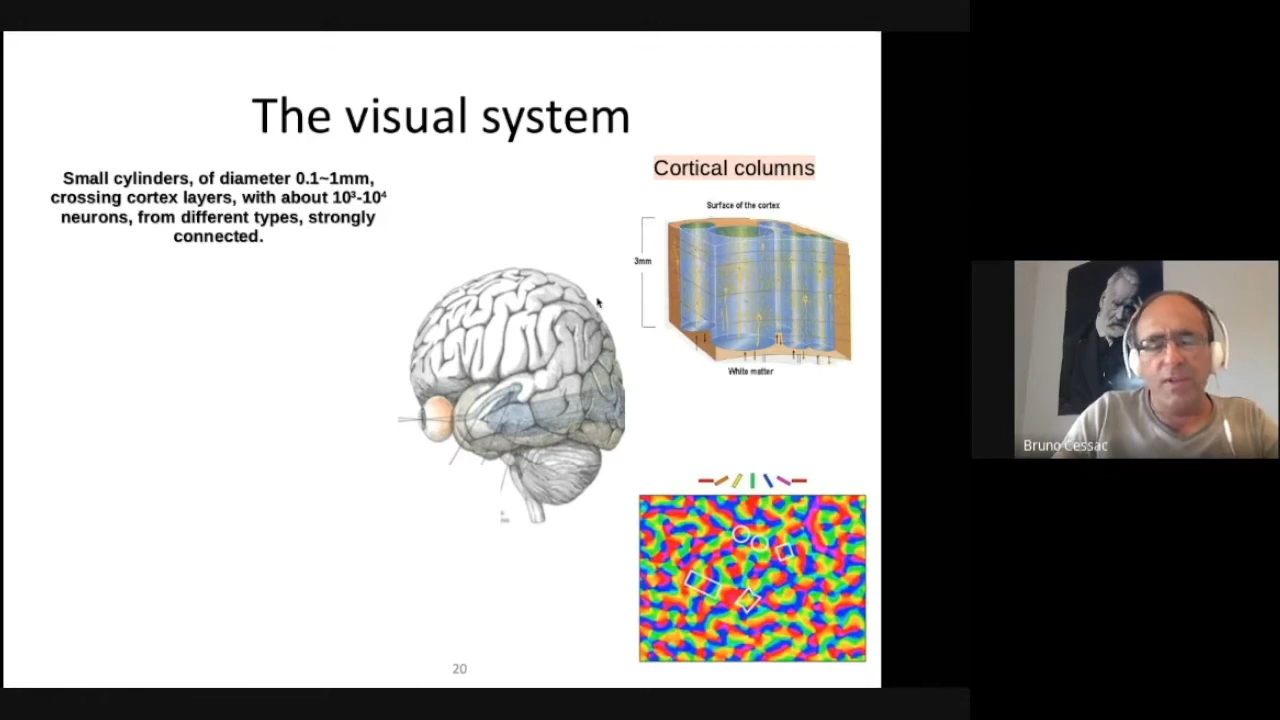 The visual system
Small cylinders, of diameter 0.1~1mm,
crossing cortex layers, with about 10³-10⁴
neurons, from different types, strongly
connected.
Cortical columns
Surface of the cortex
3mm
White matter
Bruno Cessac
20